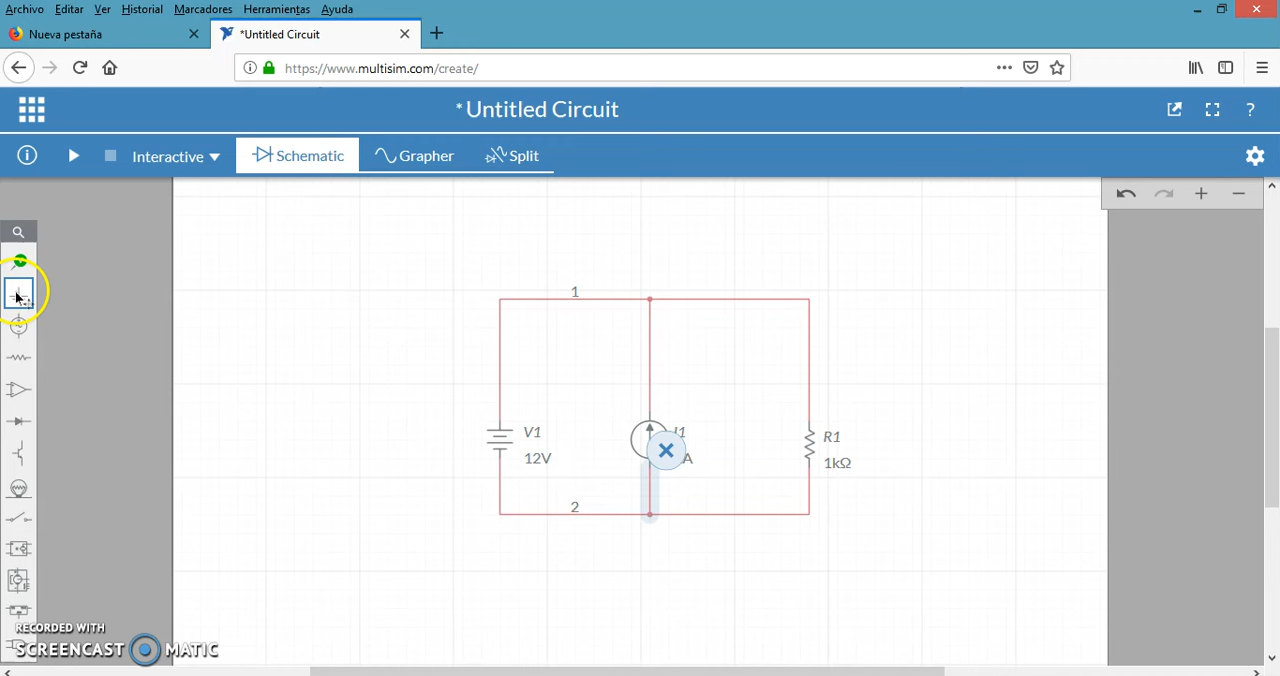 Archivo Editar Ver Historial Marcadores Herramientas Ayuda
Nueva pestaña
*Untitled Circuit
https://www.multisim.com/create/
* Untitled Circuit
?
Interactive
Schematic
Grapher
Split
1
V1
12V
A
R1
1kΩ
2
RECORDED WITH
SCREENCAST MATIC